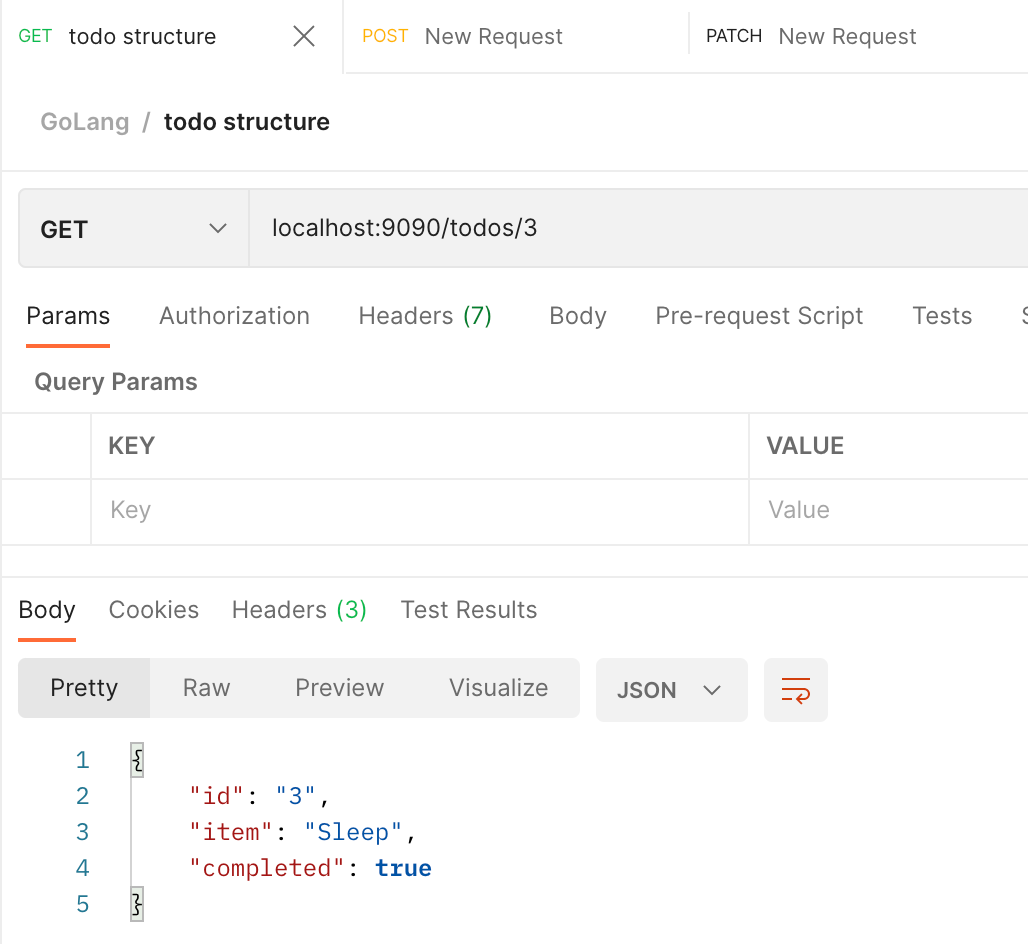 GET todo structure POST New Request PATCH New Request
GoLang / todo structure
GET localhost:9090/todos/3
Params Authorization Headers (7) Body Pre-request Script Tests
Query Params
KEY VALUE
Key Value
Body Cookies Headers (3) Test Results
Pretty Raw Preview Visualize JSON
1 {
2 "id": "3",
3 "item": "Sleep",
4 "completed": true
5 }